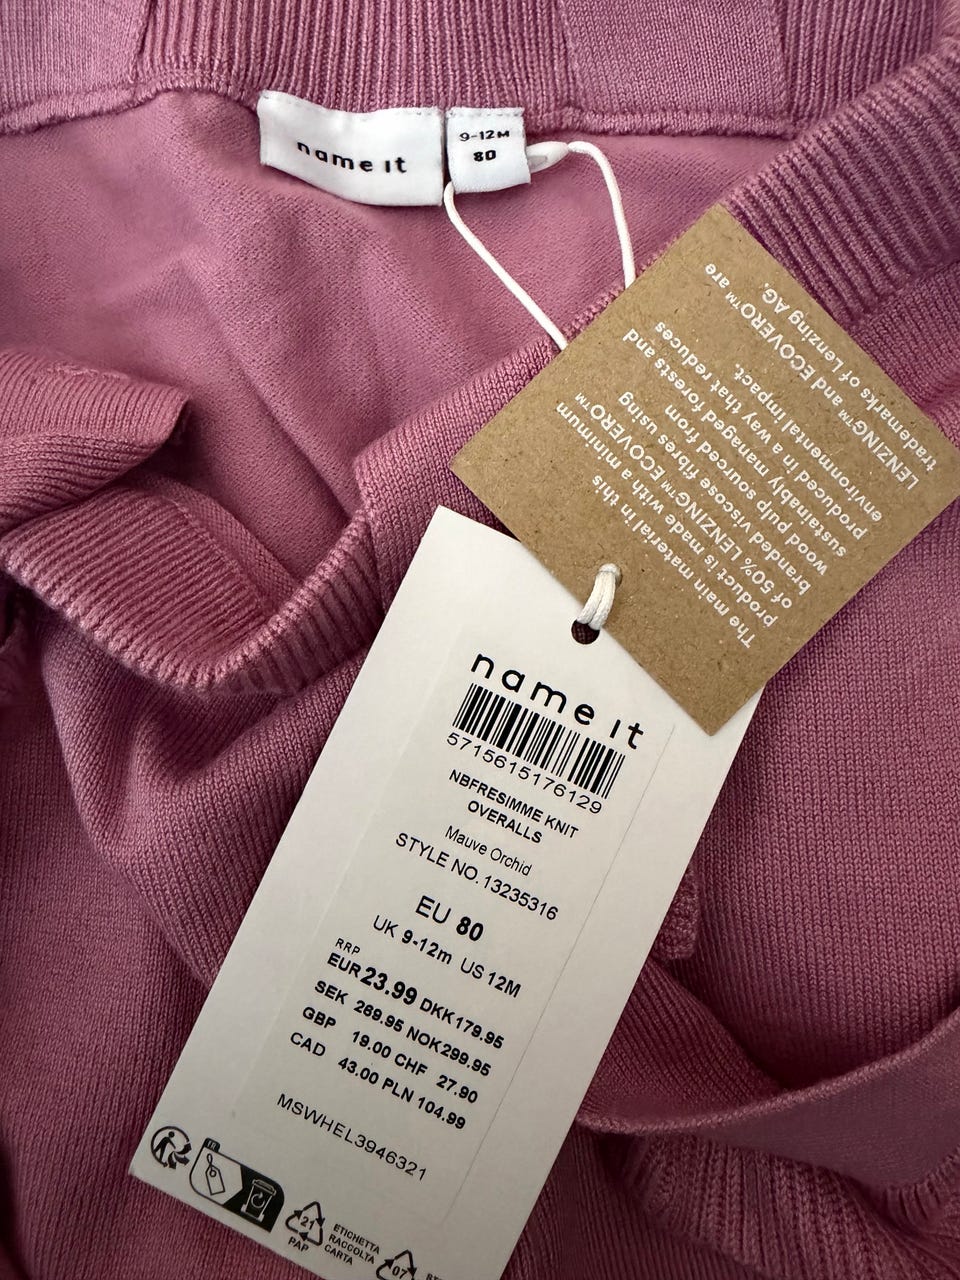 name it
9-12M
80
The main material in this
product is made with a minimum
of 50% LENZING™ ECOVERO™
branded viscose fibres using
wood pulp sourced from
sustainably managed forests and
produced in a way that reduces
environmental impact.
LENZING™ and ECOVERO™ are
trademarks of Lenzing AG.
name it
5715615176129
NBFRESIMME KNIT
OVERALLS
Mauve Orchid
STYLE NO. 13235316
EU 80
UK 9-12m US 12M
RRP
EUR 23.99 DKK 179.95
SEK 269.95 NOK 299.95
GBP 19.00 CHF 27.90
CAD 43.00 PLN 104.99
MSWHEL3946321
FR
21
PAP
ETICHETTA
RACCOLTA
CARTA
07